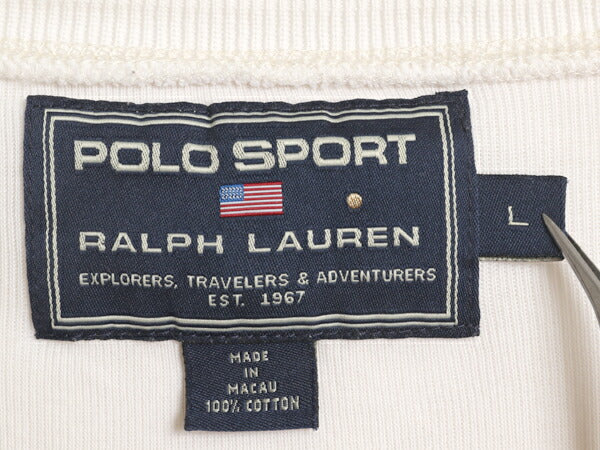 POLO SPORT
RALPH LAUREN
EXPLORERS, TRAVELERS & ADVENTURERS
EST. 1967
L
MADE
IN
MACAU
100% COTTON